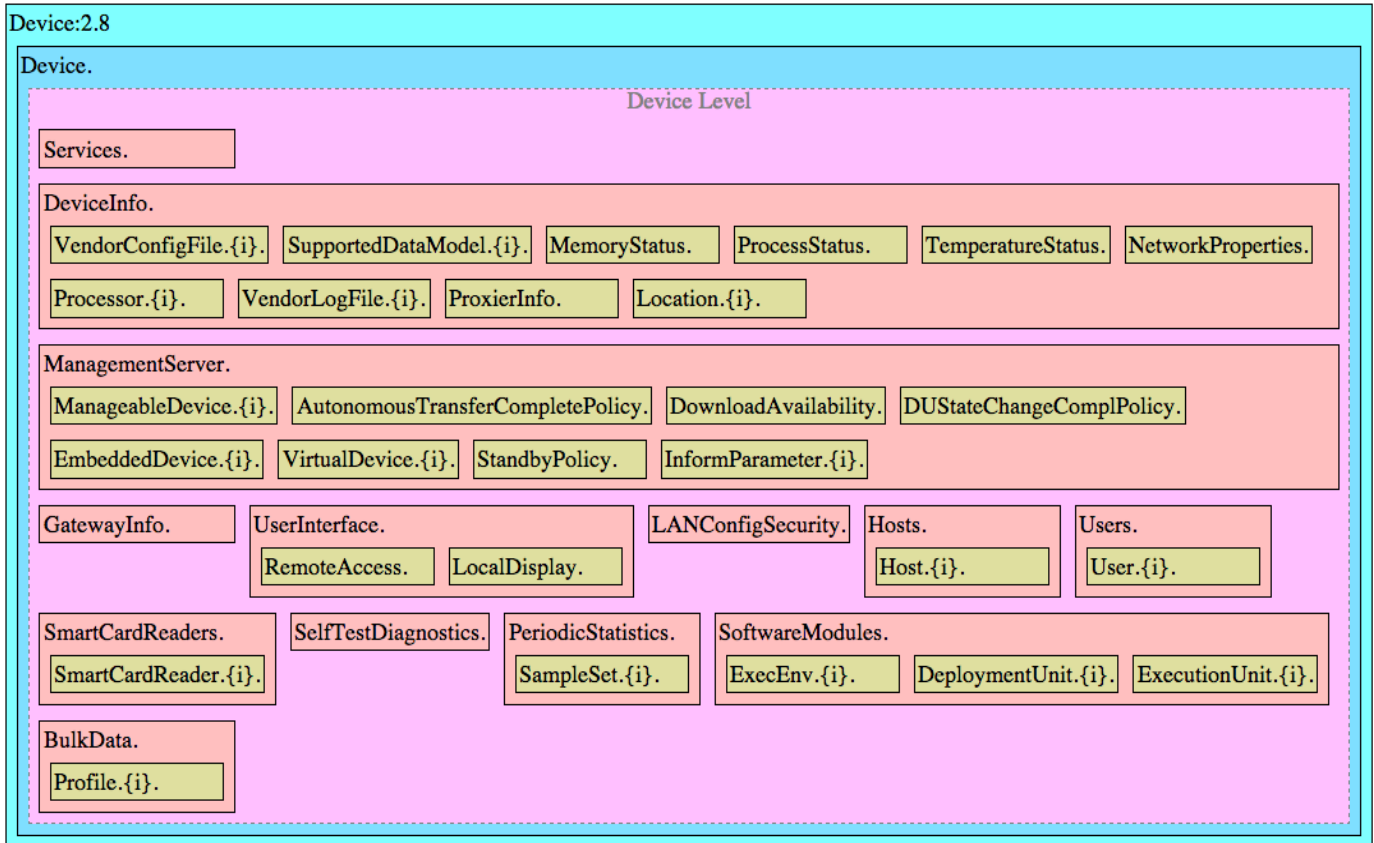 Device:2.8
Device.
Device Level
Services.
DeviceInfo.
VendorConfigFile.{i}. SupportedDataModel.{i}. MemoryStatus. ProcessStatus. TemperatureStatus. NetworkProperties.
Processor.{i}. VendorLogFile.{i}. ProxierInfo. Location.{i}.
ManagementServer.
ManageableDevice.{i}. AutonomousTransferCompletePolicy. DownloadAvailability. DUStateChangeComplPolicy.
EmbeddedDevice.{i}. VirtualDevice.{i}. StandbyPolicy. InformParameter.{i}.
GatewayInfo. UserInterface. LANConfigSecurity. Hosts. Users.
RemoteAccess. LocalDisplay. Host.{i}. User.{i}.
SmartCardReaders. SelfTestDiagnostics. PeriodicStatistics. SoftwareModules.
SmartCardReader.{i}. SampleSet.{i}. ExecEnv.{i}. DeploymentUnit.{i}. ExecutionUnit.{i}.
BulkData.
Profile.{i}.